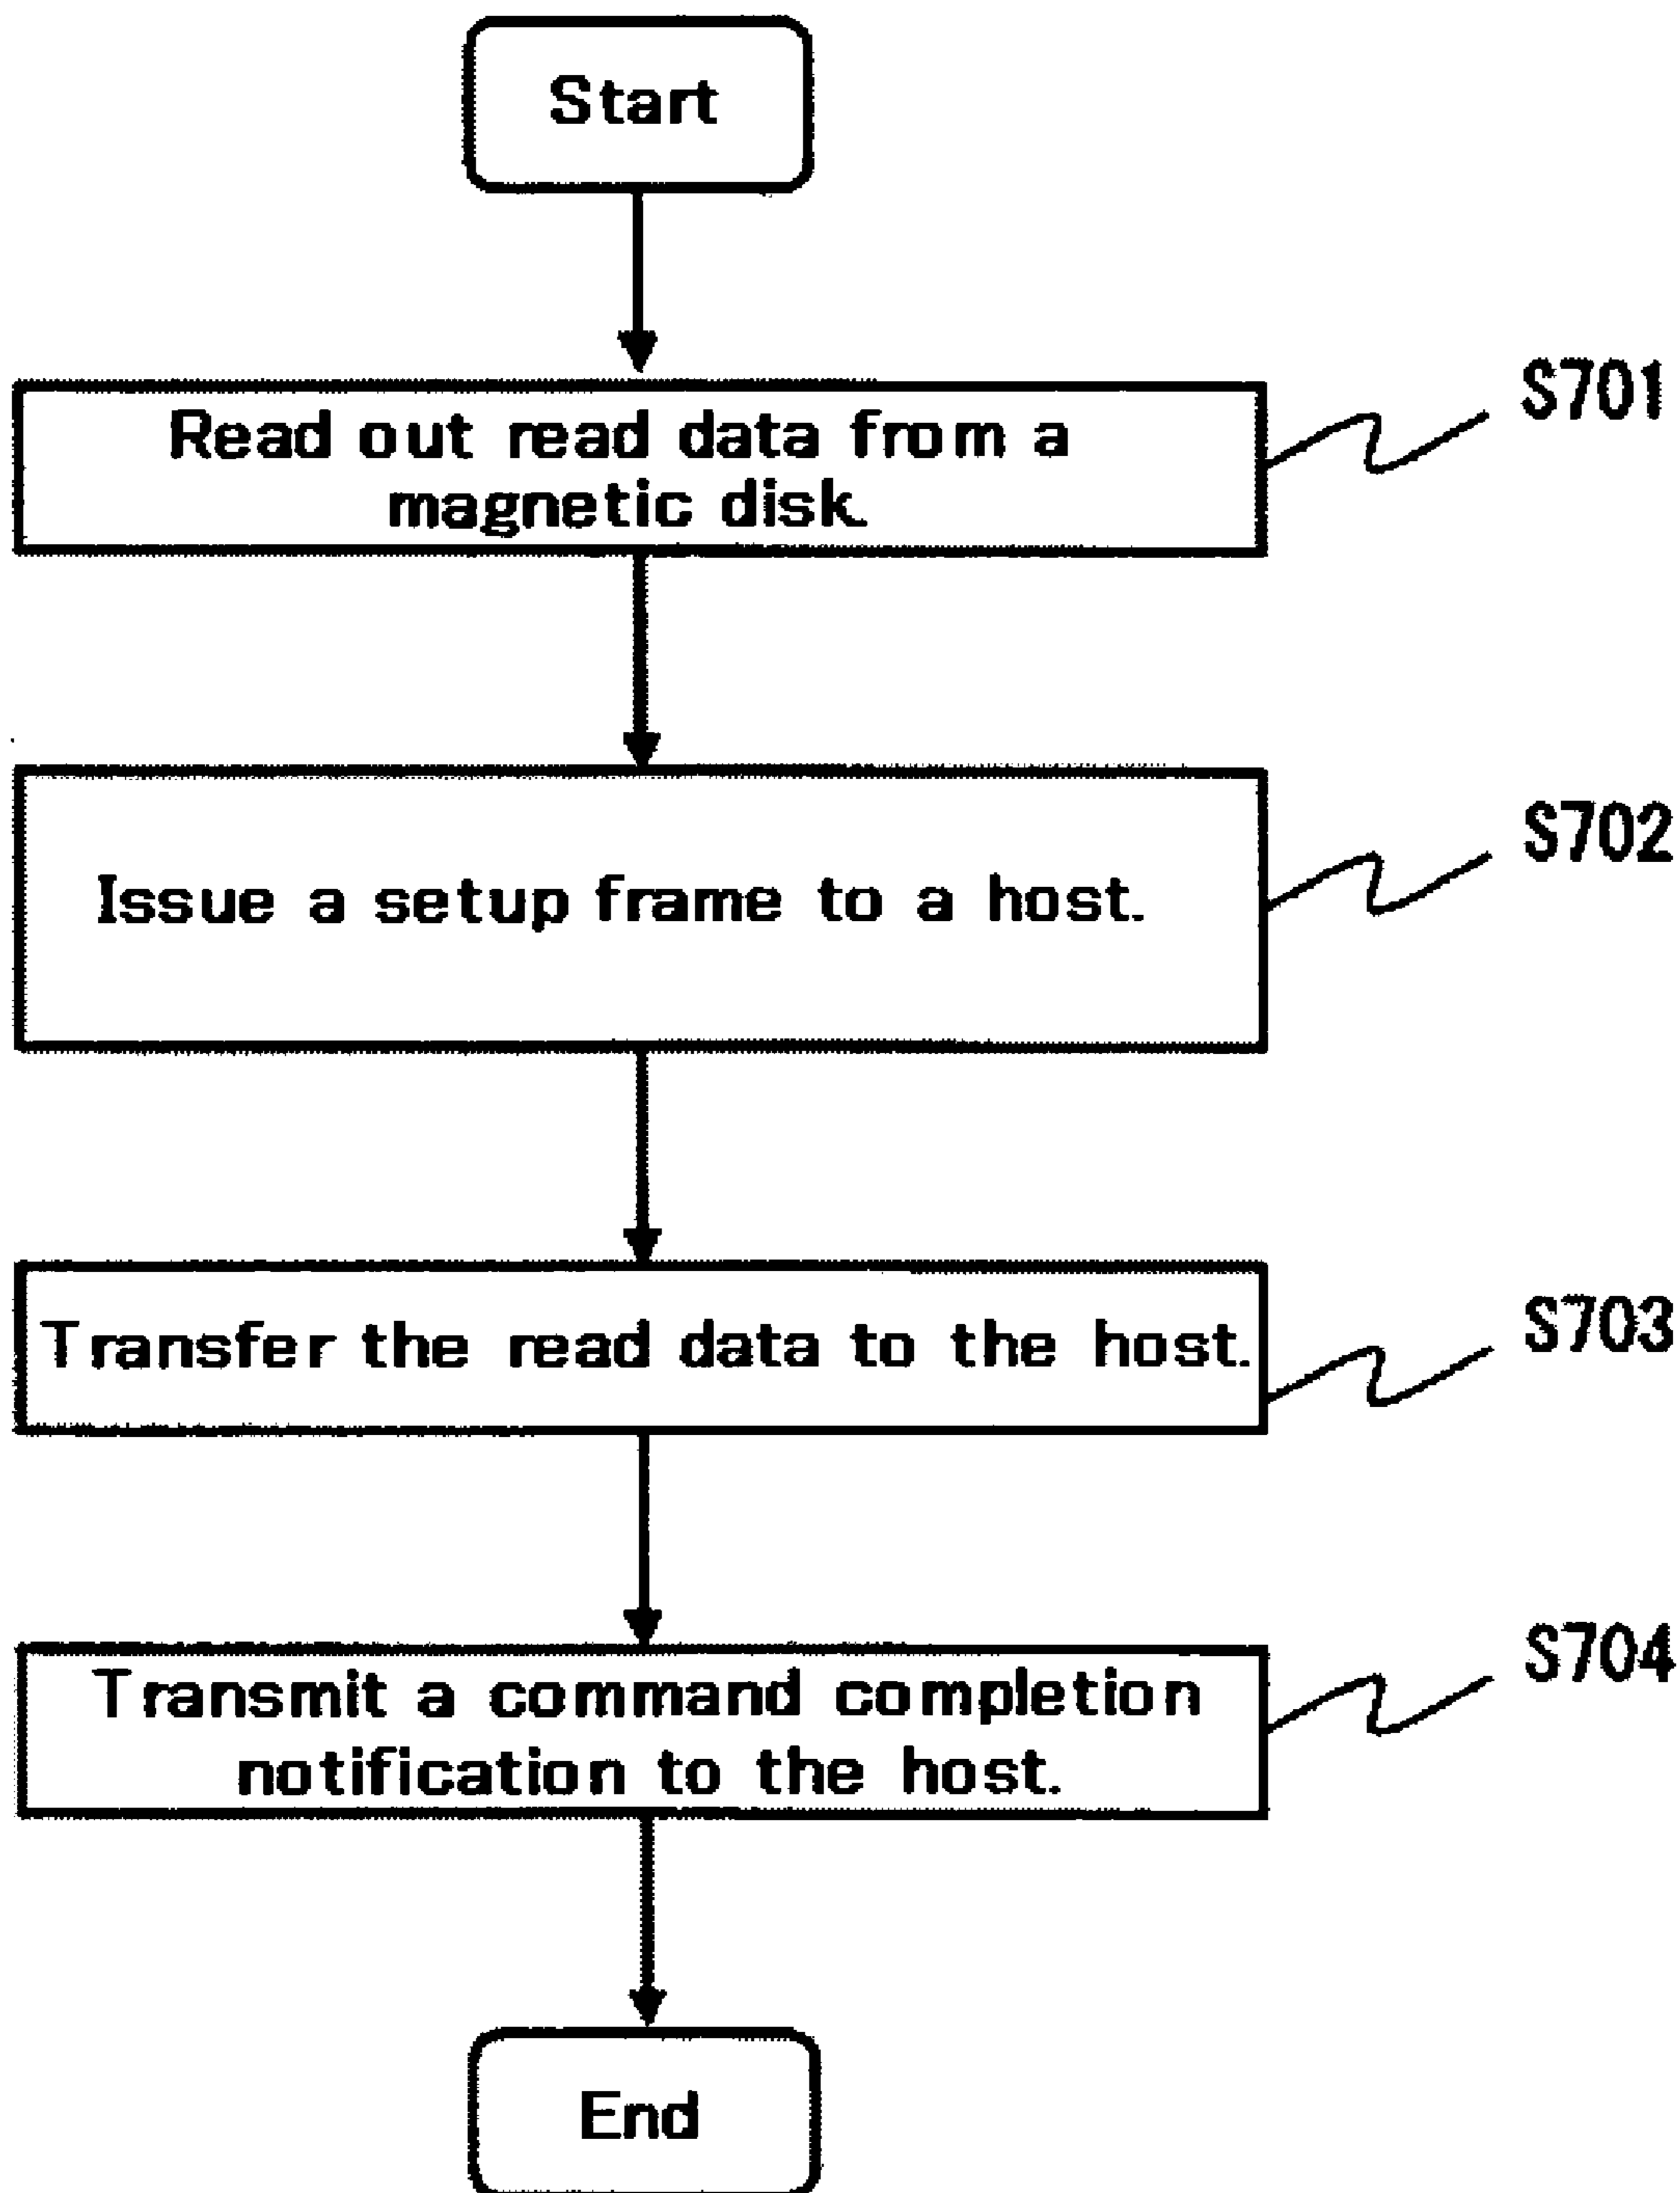 Start
Read out read data from a
magnetic disk.
S701
Issue a setup frame to a host.
S702
Transfer the read data to the host.
S703
Transmit a command completion
notification to the host.
S704
End